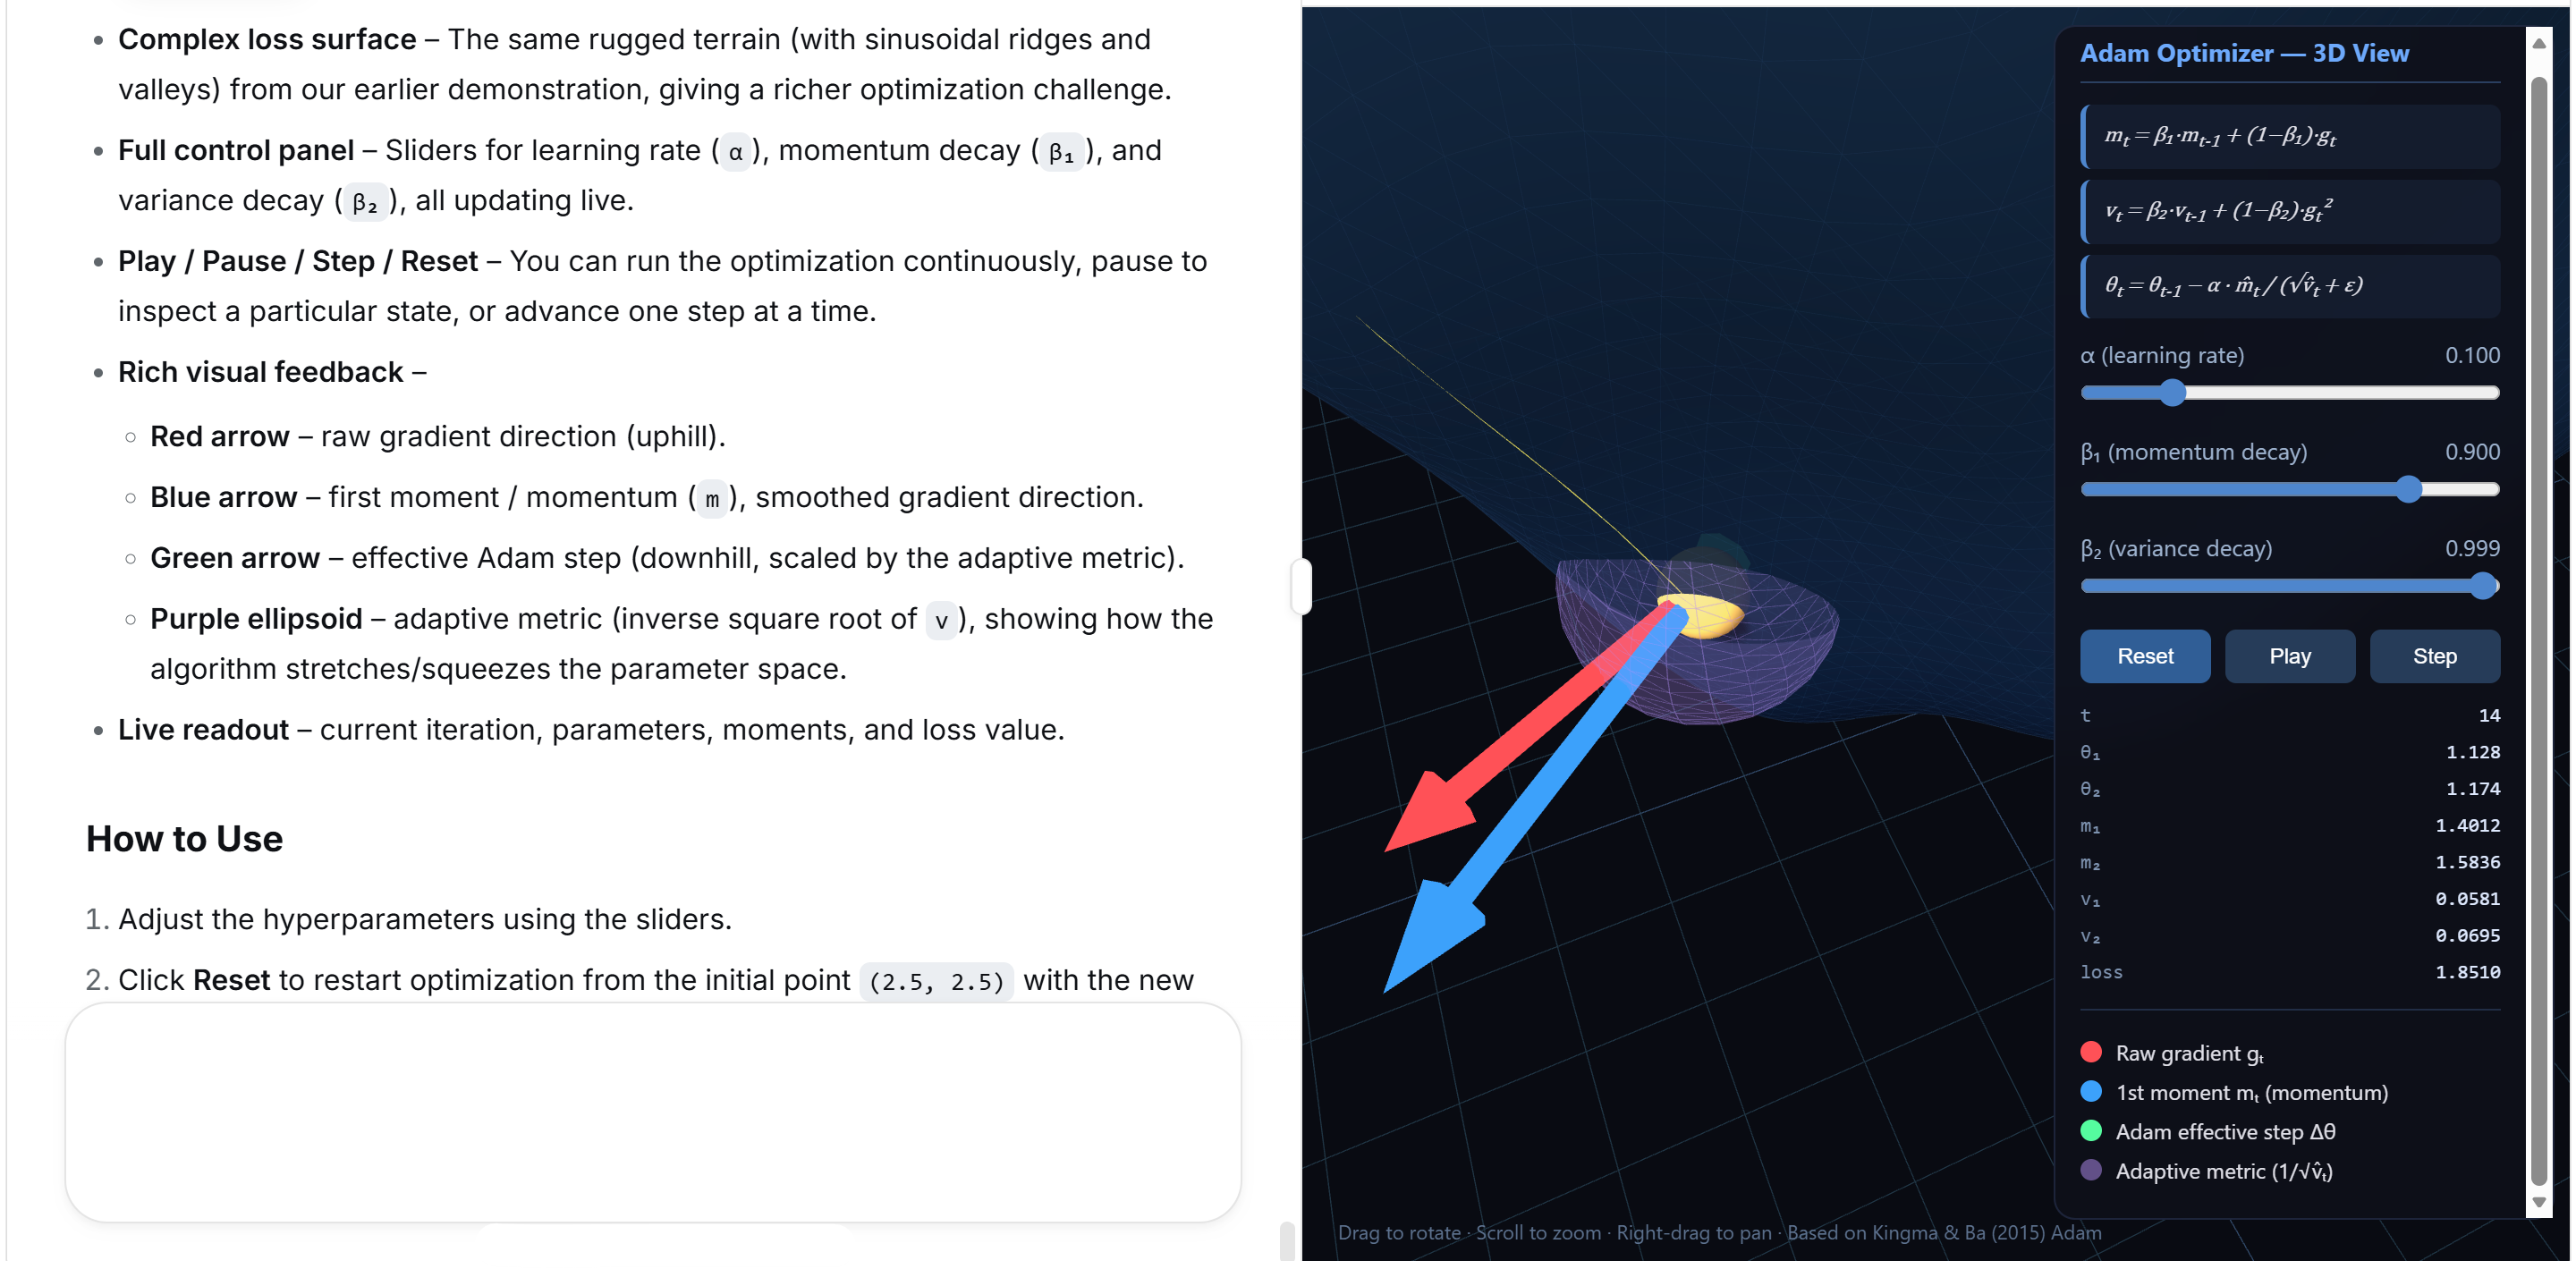 Complex loss surface – The same rugged terrain (with sinusoidal ridges and
valleys) from our earlier demonstration, giving a richer optimization challenge.
Full control panel – Sliders for learning rate ( α ), momentum decay ( β₁ ), and
variance decay ( β₂ ), all updating live.
Play / Pause / Step / Reset – You can run the optimization continuously, pause to
inspect a particular state, or advance one step at a time.
Rich visual feedback –
Red arrow – raw gradient direction (uphill).
Blue arrow – first moment / momentum ( m ), smoothed gradient direction.
Green arrow – effective Adam step (downhill, scaled by the adaptive metric).
Purple ellipsoid – adaptive metric (inverse square root of v ), showing how the
algorithm stretches/squeezes the parameter space.
Live readout – current iteration, parameters, moments, and loss value.
How to Use
1. Adjust the hyperparameters using the sliders.
2. Click Reset to restart optimization from the initial point (2.5, 2.5) with the new
Adam Optimizer — 3D View
mₜ = β₁·mₜ₋₁ + (1−β₁)·gₜ
vₜ = β₂·vₜ₋₁ + (1−β₂)·gₜ²
θₜ = θₜ₋₁ − α · m̂ₜ / (√v̂ₜ + ε)
α (learning rate) 0.100
β₁ (momentum decay) 0.900
β₂ (variance decay) 0.999
Reset Play Step
t 14
θ₁ 1.128
θ₂ 1.174
m₁ 1.4012
m₂ 1.5836
v₁ 0.0581
v₂ 0.0695
loss 1.8510
Raw gradient gₜ
1st moment mₜ (momentum)
Adam effective step Δθ
Adaptive metric (1/√v̂ₜ)
Drag to rotate · Scroll to zoom · Right-drag to pan · Based on Kingma & Ba (2015) Adam